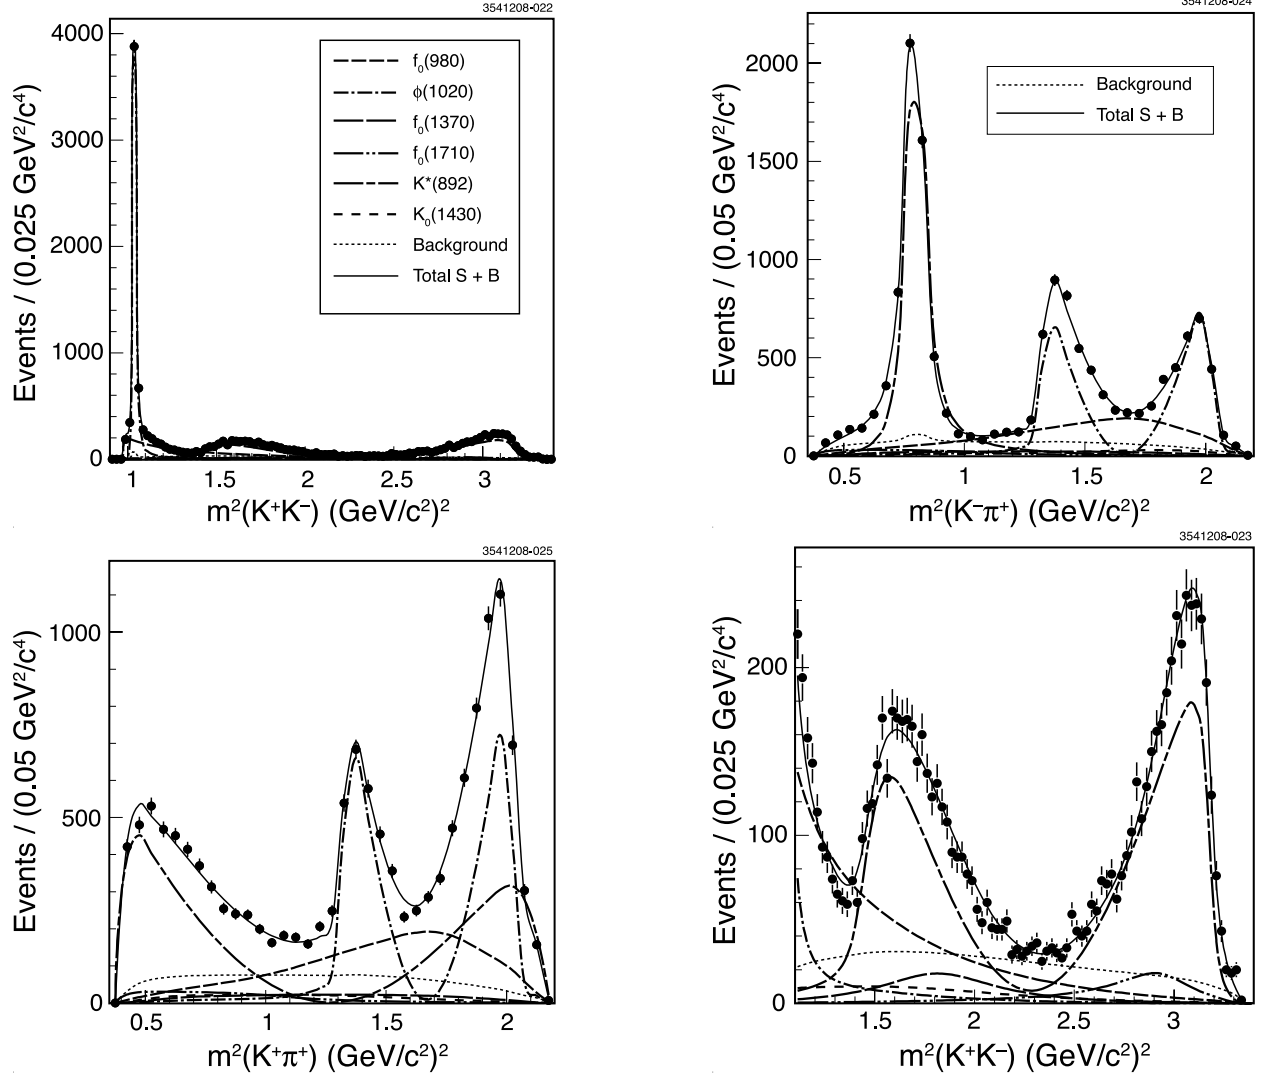 3541208-022
4000
3000
2000
1000
0
Events / (0.025 GeV²/c⁴)
f₀(980)
ϕ(1020)
f₀(1370)
f₀(1710)
K*(892)
K₀(1430)
Background
Total S + B
1 1.5 2 2.5 3
m²(K⁺K⁻) (GeV/c²)²
3541208-024
2000
1500
1000
500
0
Events / (0.05 GeV²/c⁴)
Background
Total S + B
0.5 1 1.5 2
m²(K⁻π⁺) (GeV/c²)²
3541208-025
1000
500
0
Events / (0.05 GeV²/c⁴)
0.5 1 1.5 2
m²(K⁺π⁺) (GeV/c²)²
3541208-023
200
100
0
Events / (0.025 GeV²/c⁴)
1.5 2 2.5 3
m²(K⁺K⁻) (GeV/c²)²